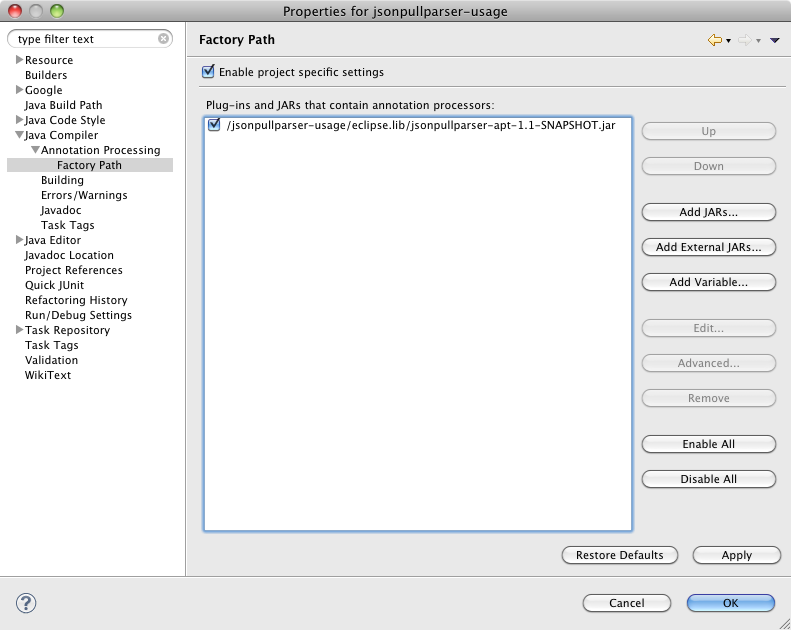 Properties for jsonpullparser-usage
type filter text
Resource
Builders
Google
Java Build Path
Java Code Style
Java Compiler
Annotation Processing
Factory Path
Building
Errors/Warnings
Javadoc
Task Tags
Java Editor
Javadoc Location
Project References
Quick JUnit
Refactoring History
Run/Debug Settings
Task Repository
Task Tags
Validation
WikiText
Factory Path
Enable project specific settings
Plug-ins and JARs that contain annotation processors:
/jsonpullparser-usage/eclipse.lib/jsonpullparser-apt-1.1-SNAPSHOT.jar
Up
Down
Add JARs...
Add External JARs...
Add Variable...
Edit...
Advanced...
Remove
Enable All
Disable All
Restore Defaults
Apply
?
Cancel
OK